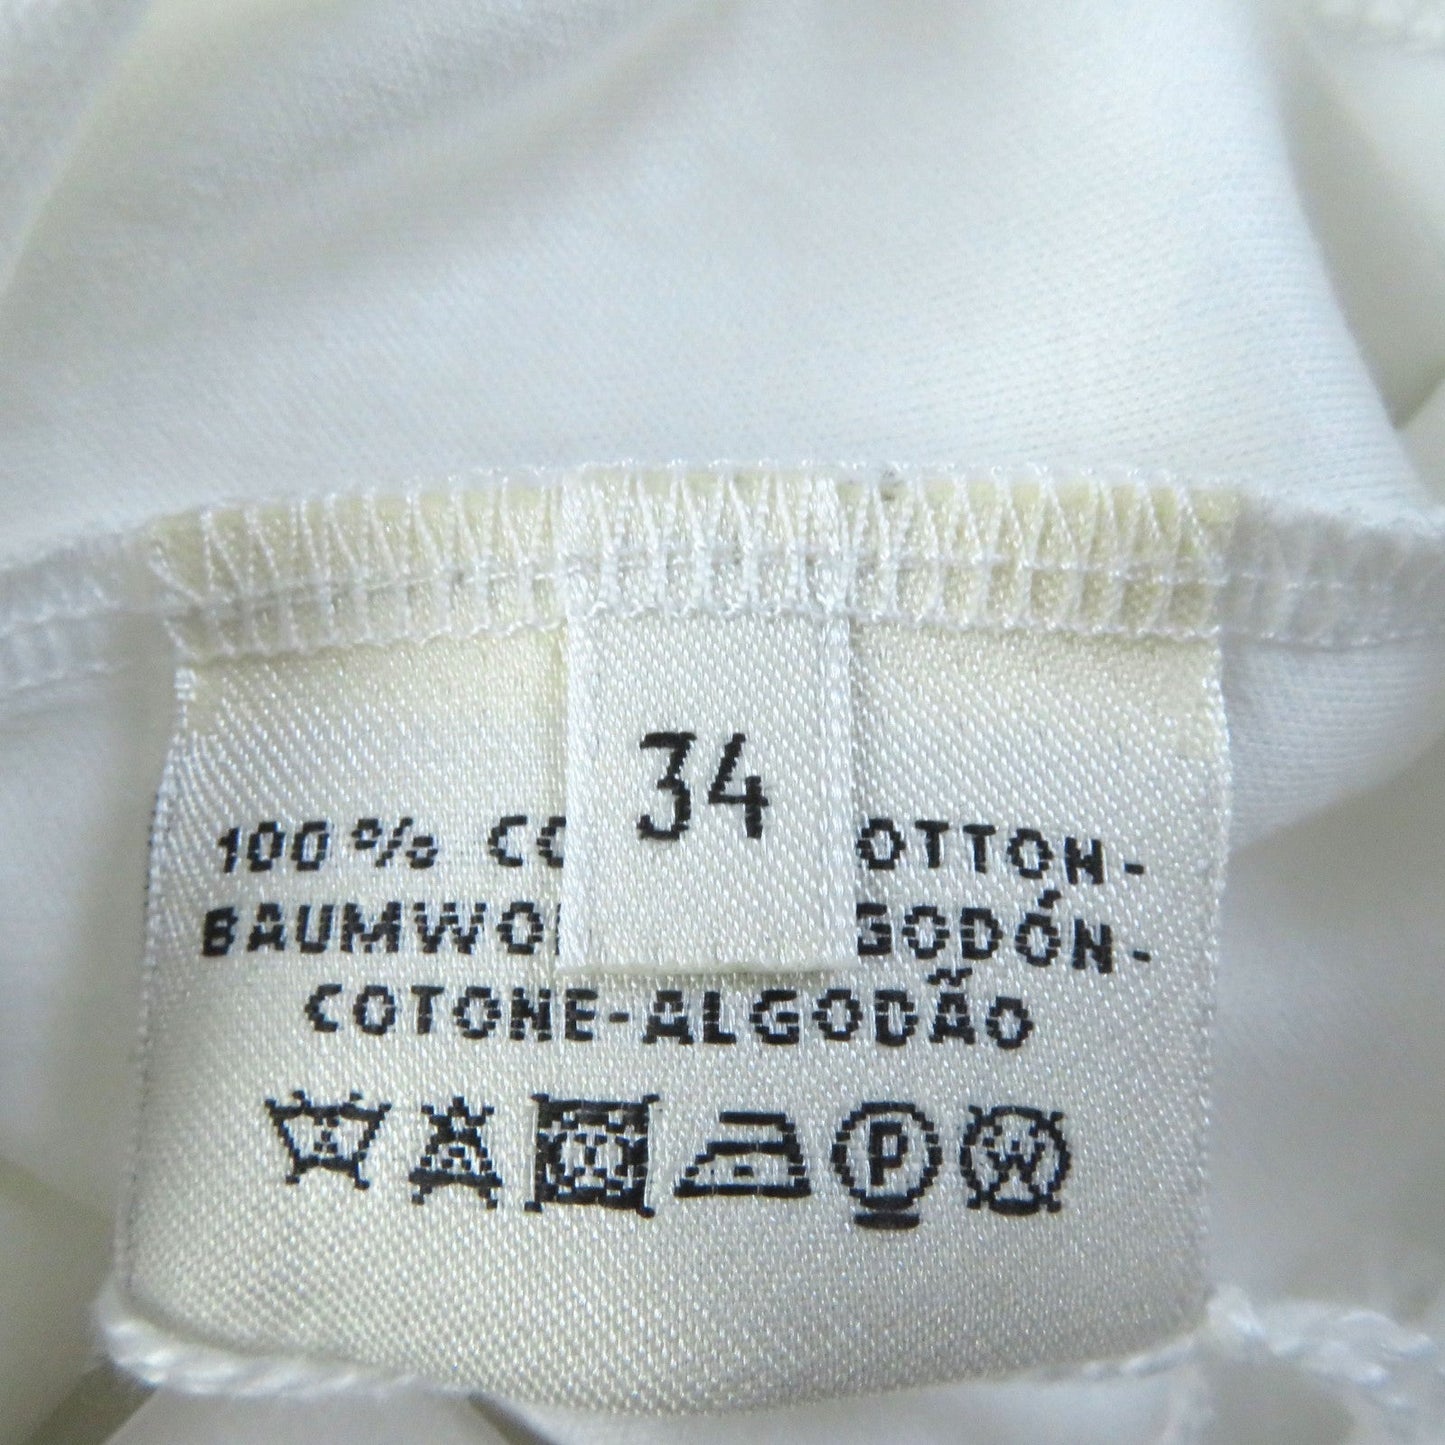 34
100% CO OTTON-
BAUMWO GODÓN-
COTONE-ALGODÃO
P W